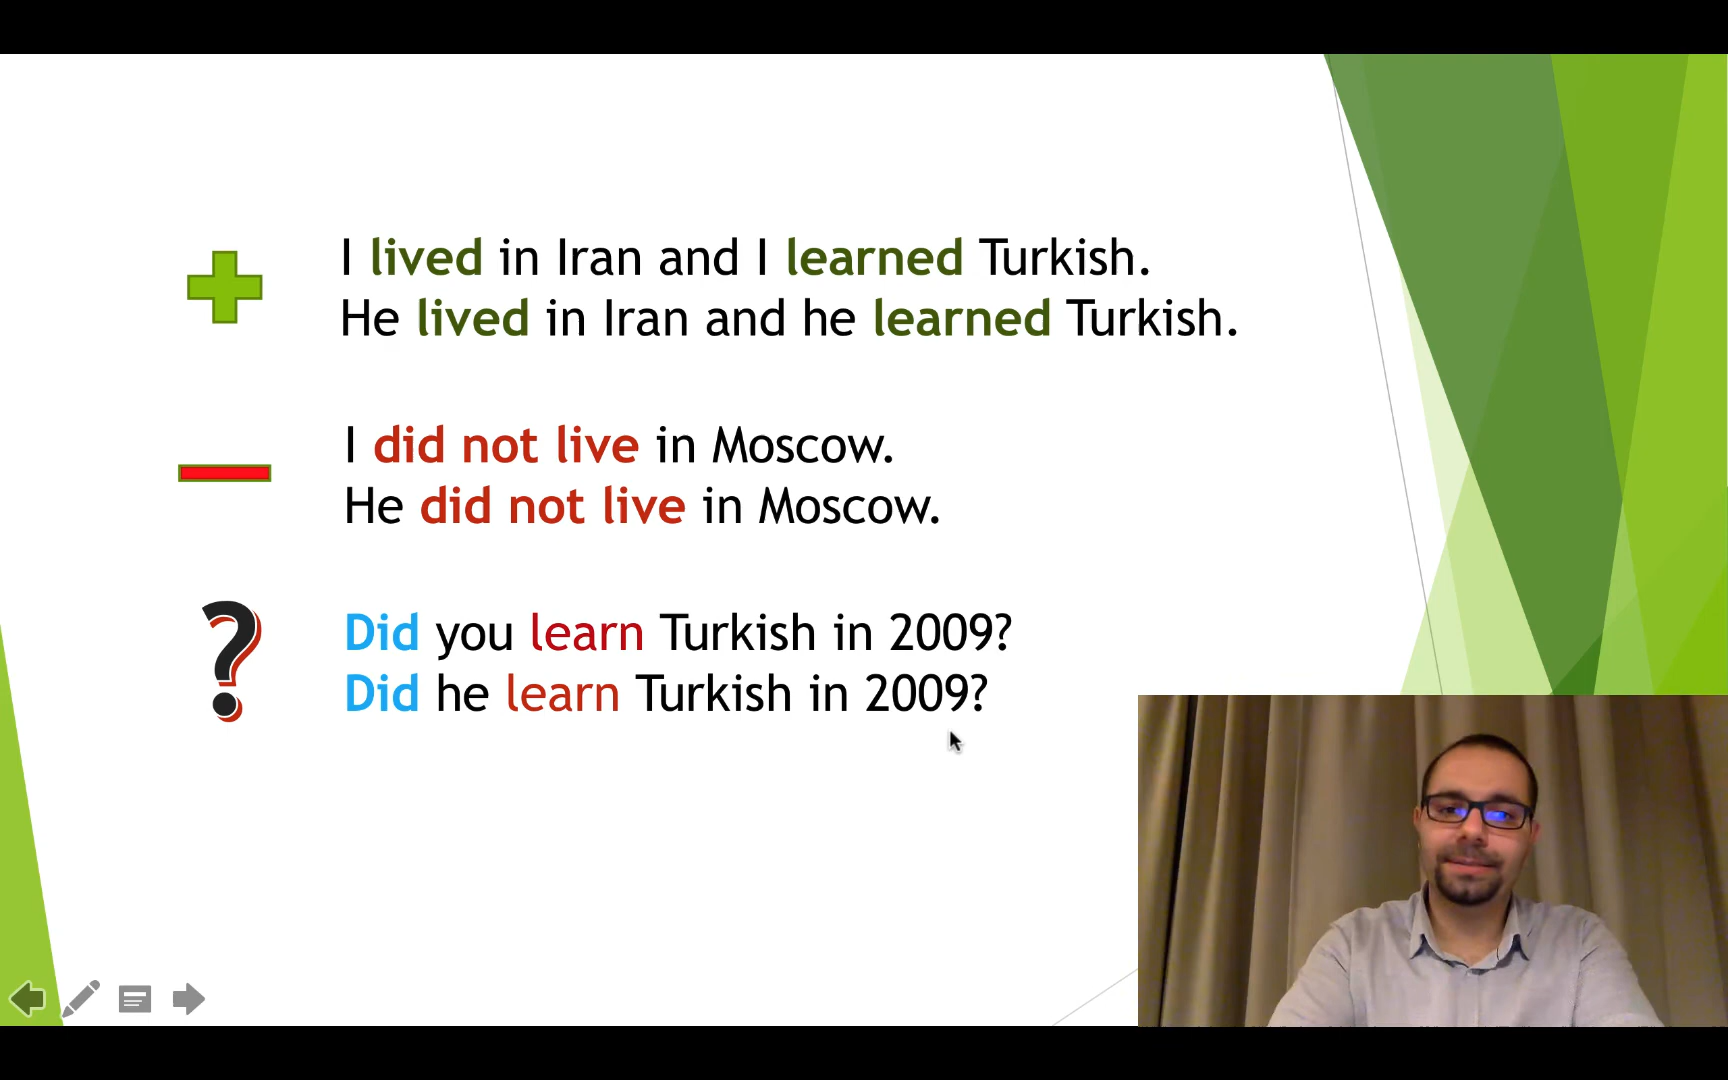 I lived in Iran and I learned Turkish.
He lived in Iran and he learned Turkish.
I did not live in Moscow.
He did not live in Moscow.
Did you learn Turkish in 2009?
Did he learn Turkish in 2009?